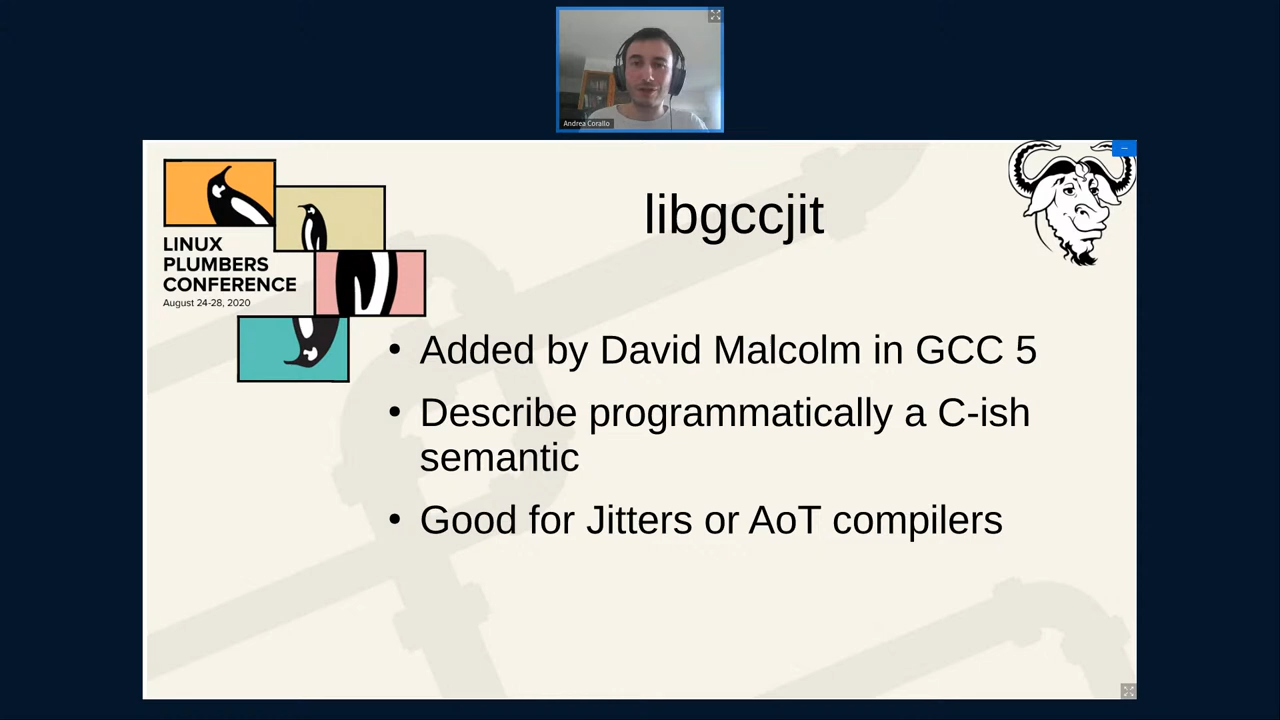 Andrea Corallo
LINUX
PLUMBERS
CONFERENCE
August 24-28, 2020
libgccjit
• Added by David Malcolm in GCC 5
• Describe programmatically a C-ish
semantic
• Good for Jitters or AoT compilers